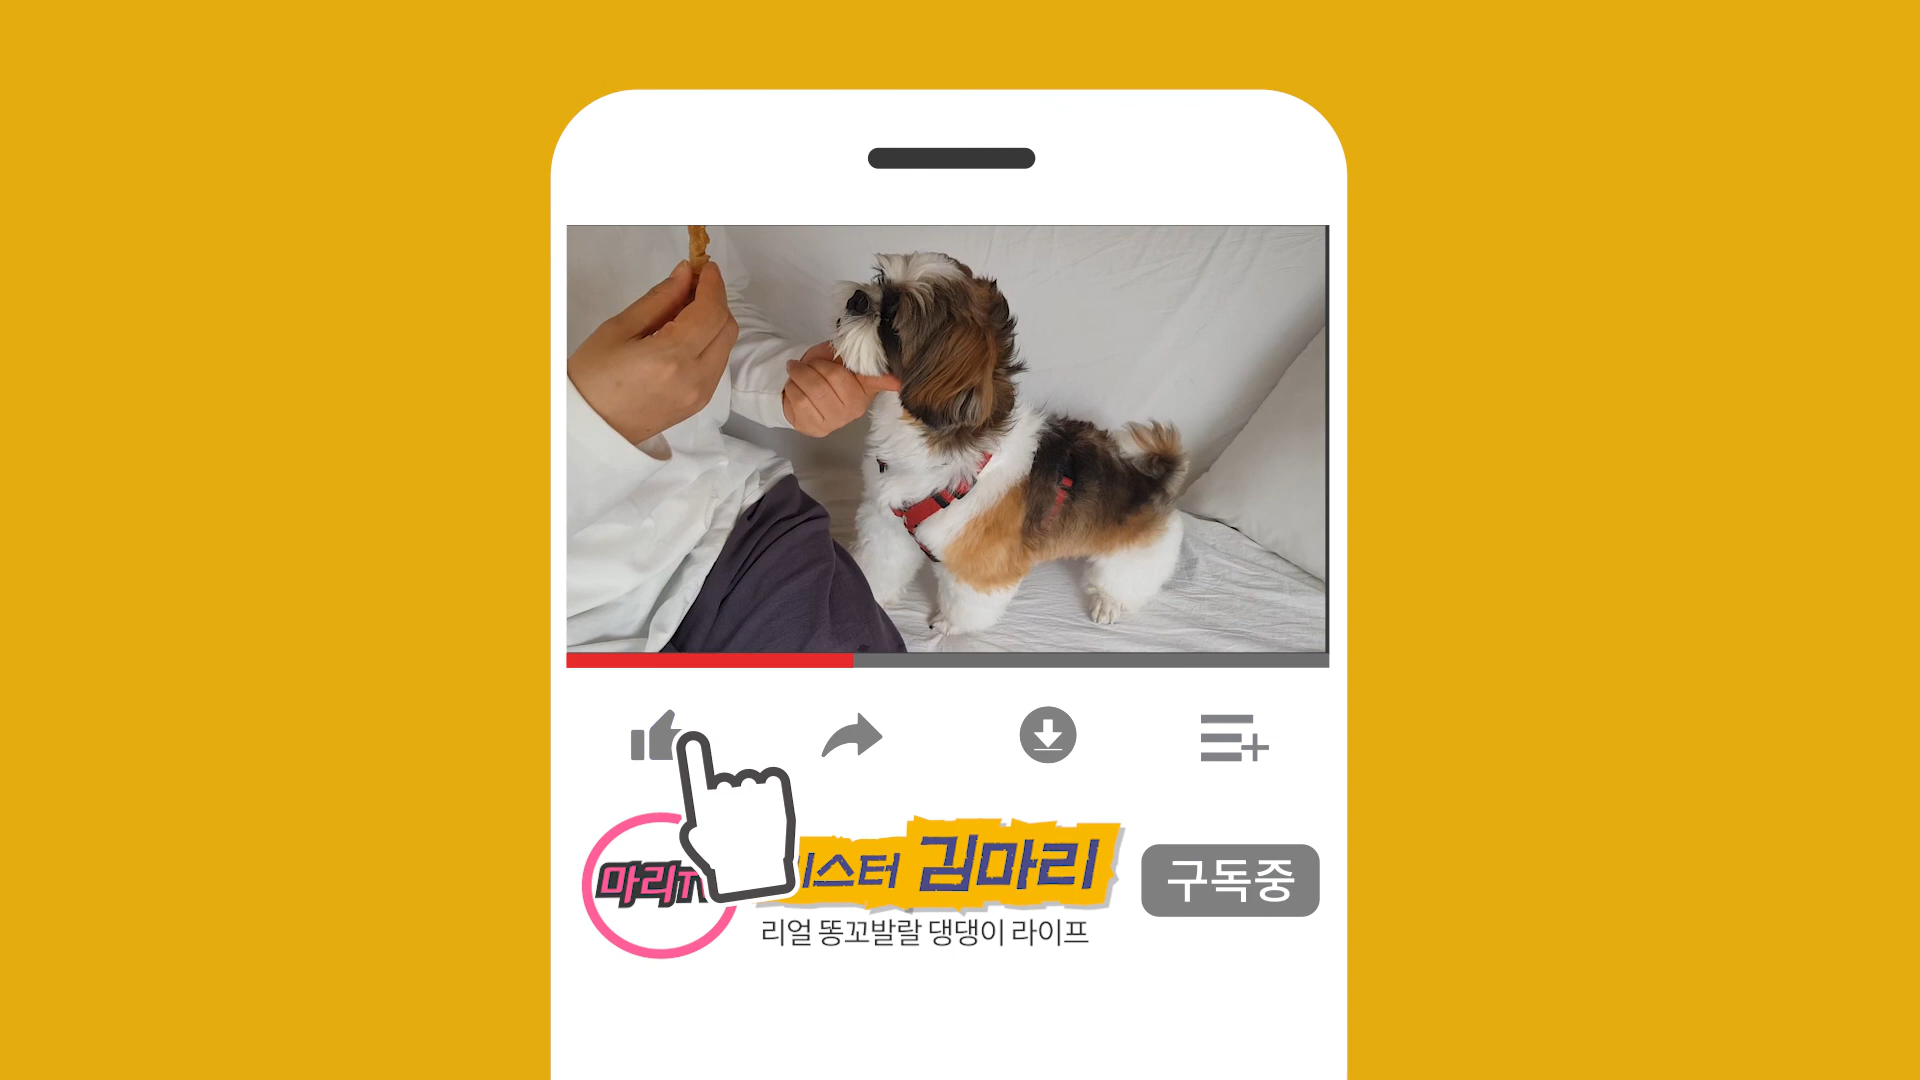 마리
스터 김마리
리얼 똥꼬발랄 댕댕이 라이프
구독중